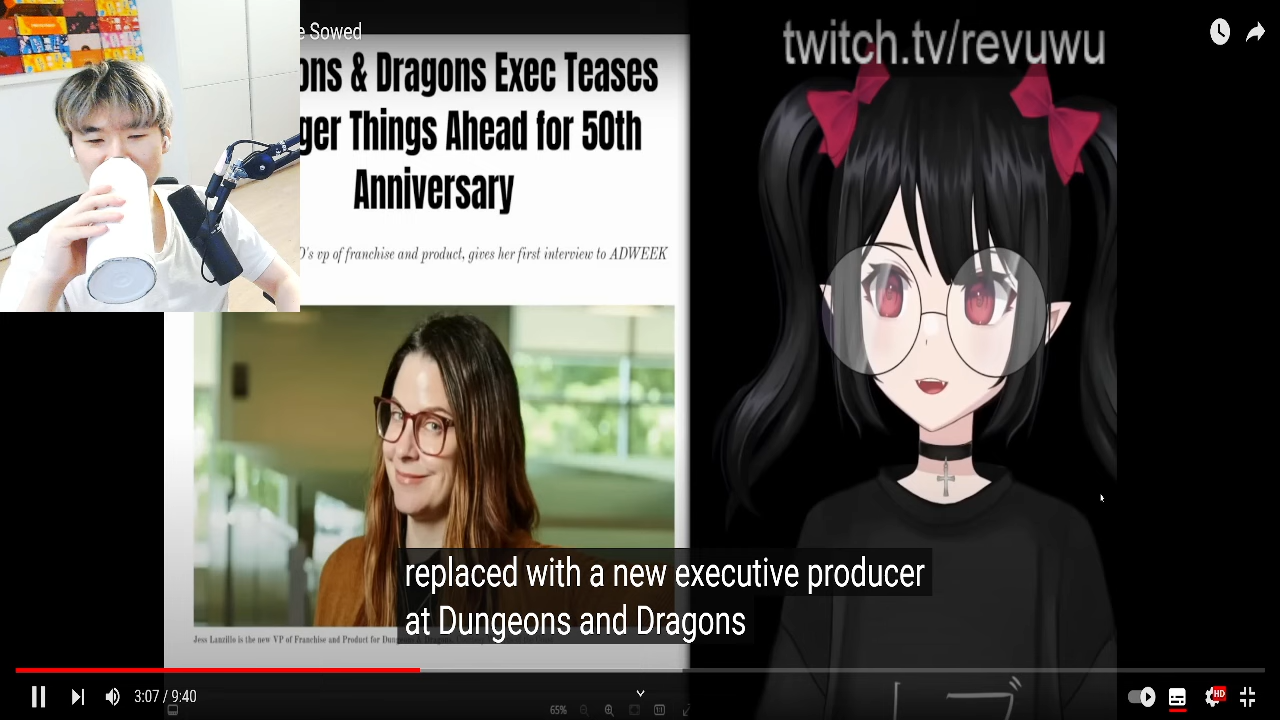 e Sowed
twitch.tv/revuwu
ons & Dragons Exec Teases
ger Things Ahead for 50th
Anniversary
D's vp of franchise and product, gives her first interview to ADWEEK
replaced with a new executive producer
at Dungeons and Dragons
Jess Lanzillo is the new VP of Franchise and Product for
3:07 / 9:40
HD
65%